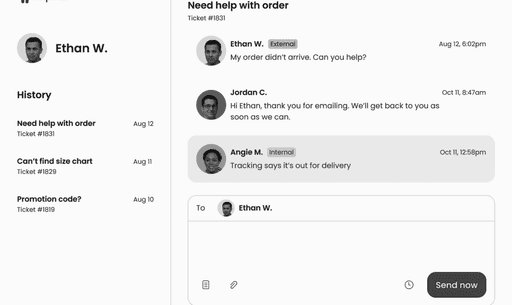 Ethan W.
History
Need help with order Aug 12
Ticket #1831
Can't find size chart Aug 11
Ticket #1829
Promotion code? Aug 10
Ticket #1819
Need help with order
Ticket #1831
Ethan W. External Aug 12, 6:02pm
My order didn't arrive. Can you help?
Jordan C. Oct 11, 8:47am
Hi Ethan, thank you for emailing. We'll get back to you as
soon as we can.
Angie M. Internal Oct 11, 12:58pm
Tracking says it's out for delivery
To Ethan W.
Send now